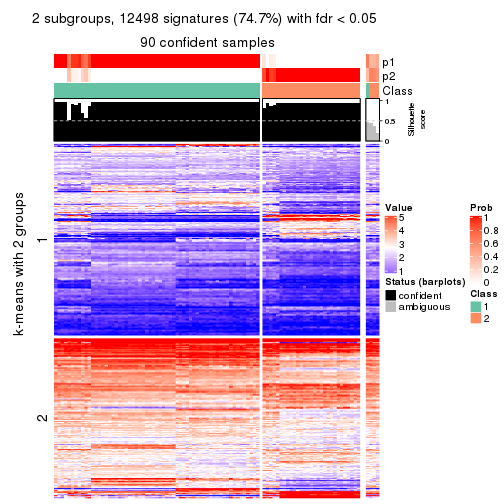 2 subgroups, 12498 signatures (74.7%) with fdr < 0.05
90 confident samples
p1
p2
Class
1
0.5
0
Silhouette
score
k-means with 2 groups
1
2
Value
5
4
3
2
1
Prob
1
0.8
0.6
0.4
0.2
0
Status (barplots)
confident
ambiguous
Class
1
2